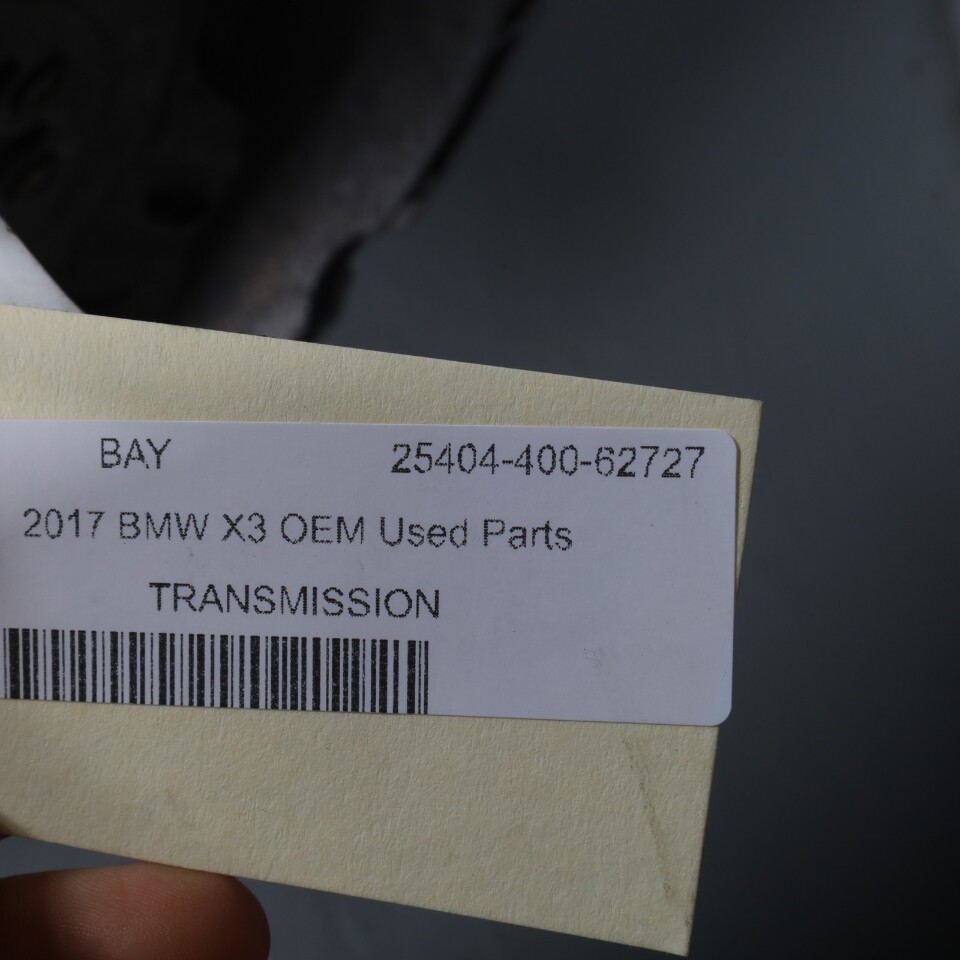 BAY 25404-400-62727
2017 BMW X3 OEM Used Parts
TRANSMISSION